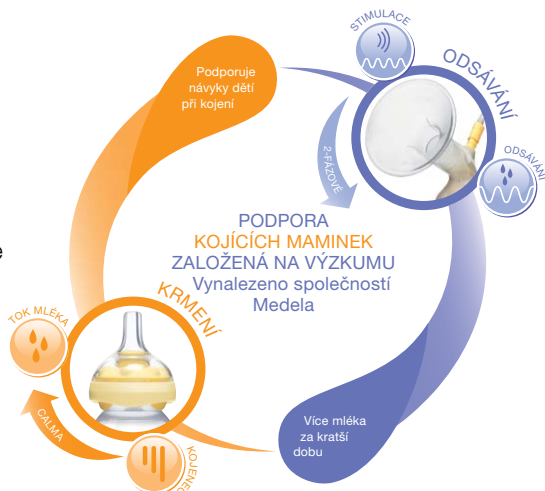 STIMULACE
ODSÁVÁNÍ
Podporuje
návyky dětí
při kojení
2-FÁZOVÉ
ODSÁVÁNÍ
PODPORA
KOJÍCÍCH MAMINEK
ZALOŽENÁ NA VÝZKUMU
Vynalezeno společností
Medela
e
KRMENÍ
TOK MLÉKA
CALMA
KOJENEC
Více mléka
za kratší
dobu